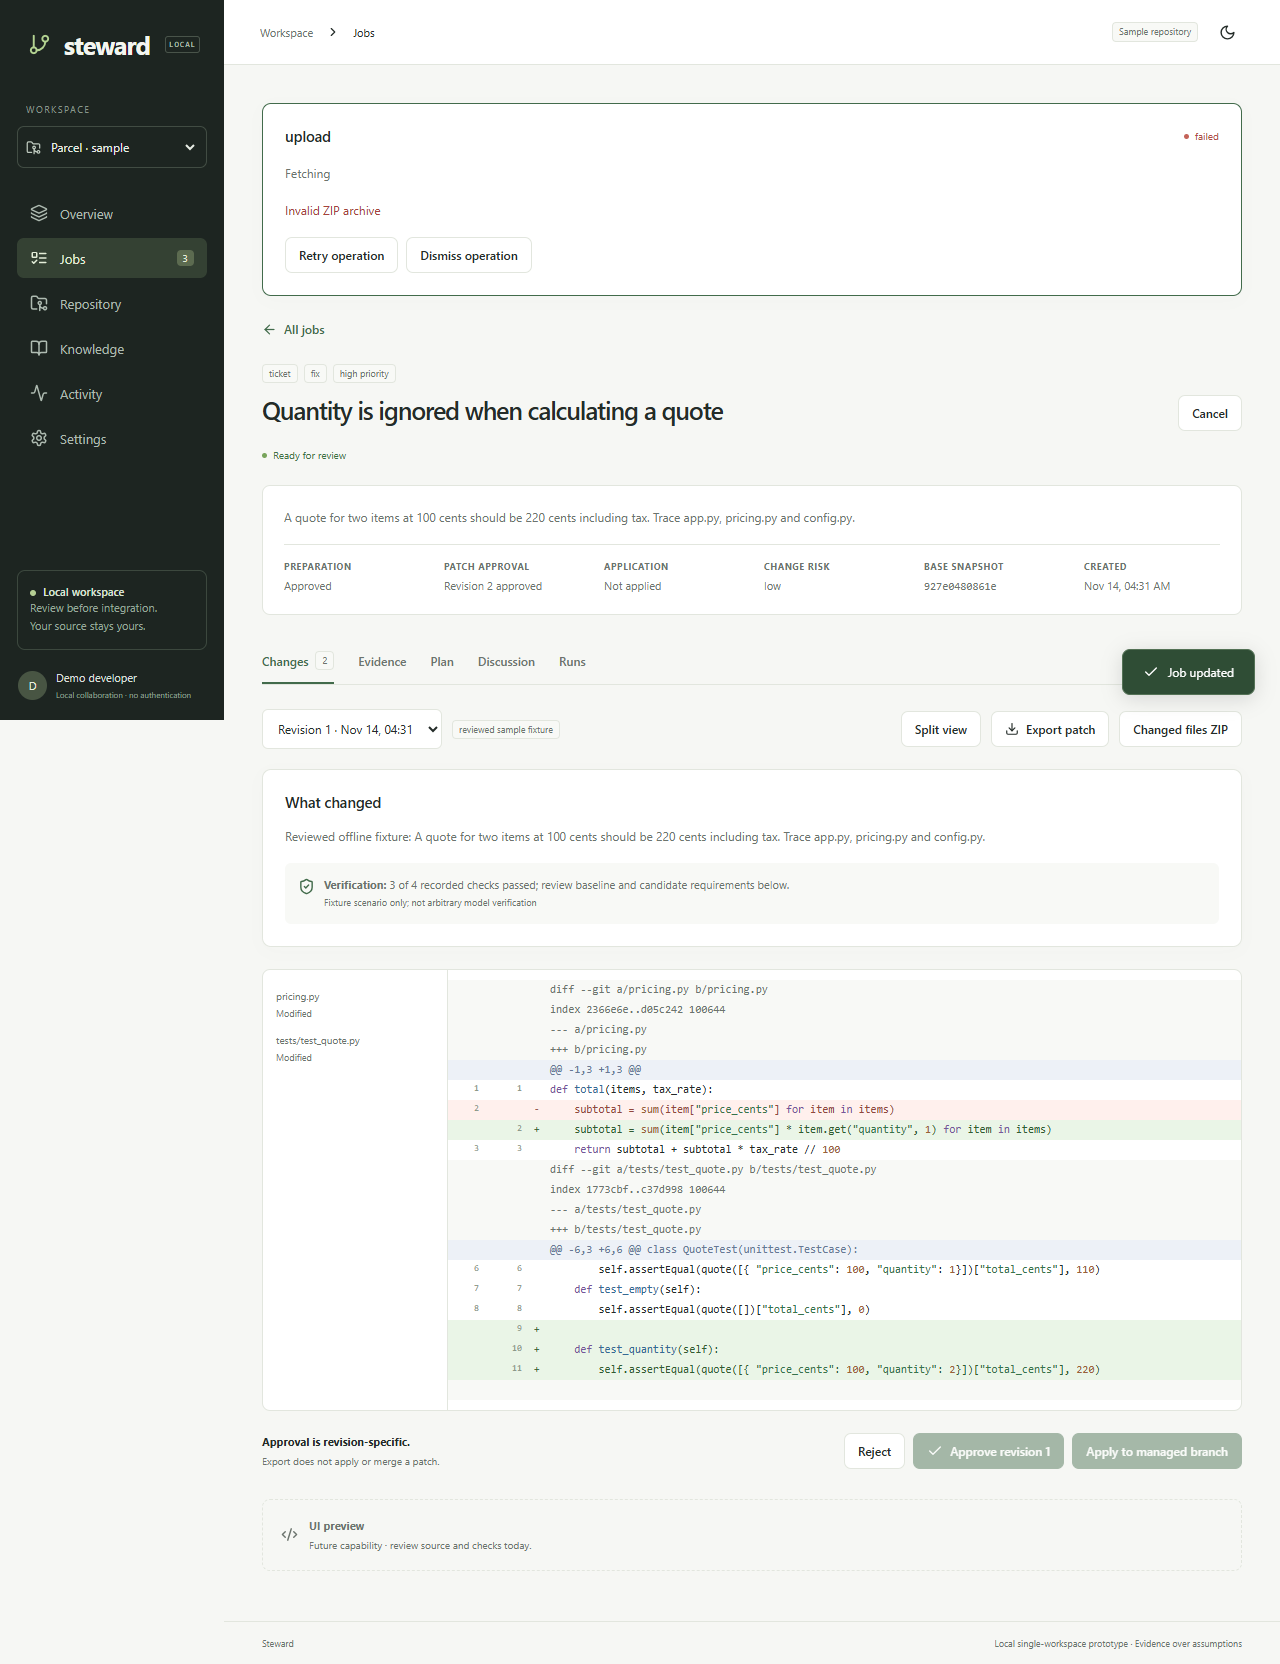 steward LOCAL
WORKSPACE
Parcel · sample
Overview
Jobs 3
Repository
Knowledge
Activity
Settings
Local workspace
Review before integration.
Your source stays yours.
D
Demo developer
Local collaboration · no authentication
Workspace Jobs
Sample repository
upload
failed
Fetching
Invalid ZIP archive
Retry operation Dismiss operation
All jobs
ticket fix high priority
Quantity is ignored when calculating a quote
Cancel
Ready for review
A quote for two items at 100 cents should be 220 cents including tax. Trace app.py, pricing.py and config.py.
PREPARATION PATCH APPROVAL APPLICATION CHANGE RISK BASE SNAPSHOT CREATED
Approved Revision 2 approved Not applied low 927e0480861e Nov 14, 04:31 AM
Changes 2 Evidence Plan Discussion Runs
Job updated
Revision 1 · Nov 14, 04:31 reviewed sample fixture
Split view Export patch Changed files ZIP
What changed
Reviewed offline fixture: A quote for two items at 100 cents should be 220 cents including tax. Trace app.py, pricing.py and config.py.
Verification: 3 of 4 recorded checks passed; review baseline and candidate requirements below.
Fixture scenario only; not arbitrary model verification
pricing.py
Modified
tests/test_quote.py
Modified
diff --git a/pricing.py b/pricing.py
index 2366e6e..d05c242 100644
--- a/pricing.py
+++ b/pricing.py
@@ -1,3 +1,3 @@
1 1 def total(items, tax_rate):
2 - subtotal = sum(item["price_cents"] for item in items)
2 + subtotal = sum(item["price_cents"] * item.get("quantity", 1) for item in items)
3 3 return subtotal + subtotal * tax_rate // 100
diff --git a/tests/test_quote.py b/tests/test_quote.py
index 1773cbf..c37d998 100644
--- a/tests/test_quote.py
+++ b/tests/test_quote.py
@@ -6,3 +6,6 @@ class QuoteTest(unittest.TestCase):
6 6 self.assertEqual(quote([{ "price_cents": 100, "quantity": 1}])["total_cents"], 110)
7 7 def test_empty(self):
8 8 self.assertEqual(quote([])["total_cents"], 0)
9 +
10 + def test_quantity(self):
11 + self.assertEqual(quote([{ "price_cents": 100, "quantity": 2}])["total_cents"], 220)
Approval is revision-specific.
Export does not apply or merge a patch.
Reject Approve revision 1 Apply to managed branch
UI preview
Future capability · review source and checks today.
Steward
Local single-workspace prototype · Evidence over assumptions